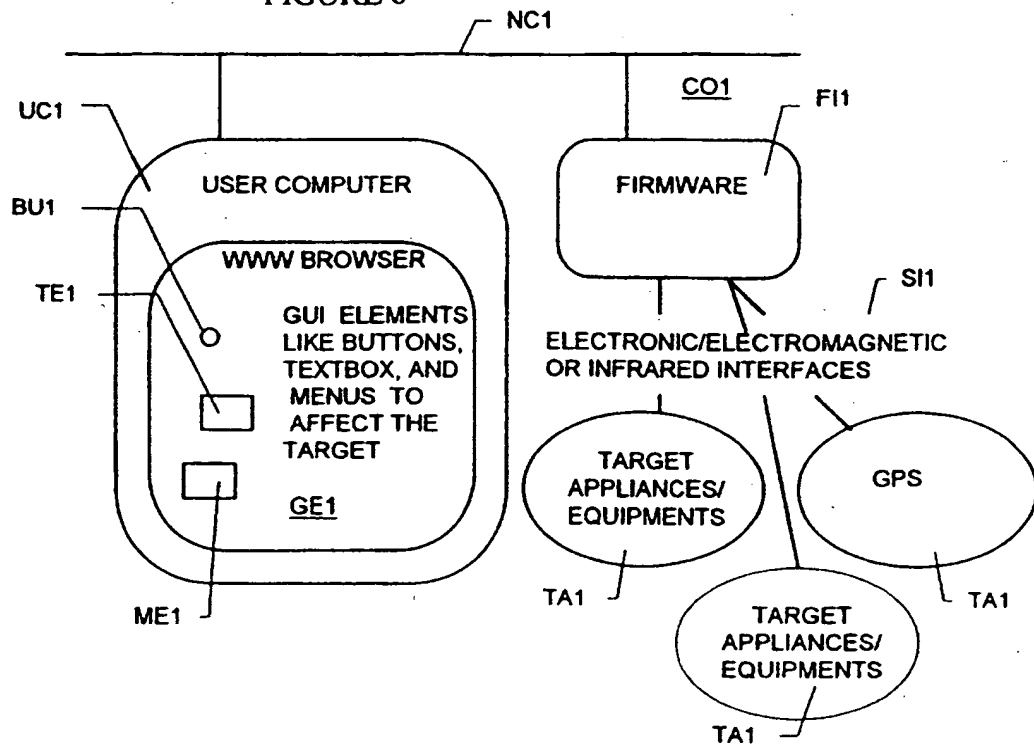 NC1
CO1
FI1
UC1
USER COMPUTER
FIRMWARE
BU1
WWW BROWSER
TE1
SI1
GUI ELEMENTS
LIKE BUTTONS,
TEXTBOX, AND
MENUS TO
AFFECT THE
TARGET
ELECTRONIC/ELECTROMAGNETIC
OR INFRARED INTERFACES
GE1
TARGET
APPLIANCES/
EQUIPMENTS
GPS
ME1
TA1
TA1
TARGET
APPLIANCES/
EQUIPMENTS
TA1